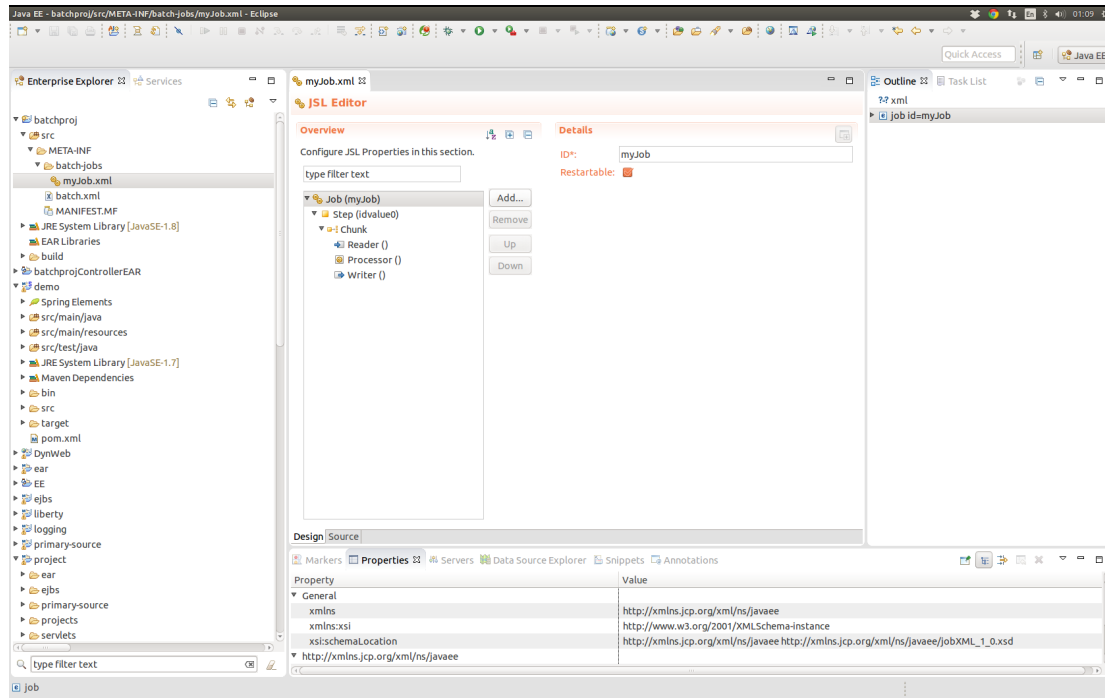 Java EE - batchproj/src/META-INF/batch-jobs/myJob.xml - Eclipse
En
01:09
Quick Access
Java EE
Enterprise Explorer
Services
batchproj
src
META-INF
batch-jobs
myJob.xml
batch.xml
MANIFEST.MF
JRE System Library [JavaSE-1.8]
EAR Libraries
build
batchprojControllerEAR
demo
Spring Elements
src/main/java
src/main/resources
src/test/java
JRE System Library [JavaSE-1.7]
Maven Dependencies
bin
src
target
pom.xml
DynWeb
ear
EE
ejbs
liberty
logging
primary-source
project
ear
ejbs
primary-source
projects
servlets
type filter text
job
myJob.xml
JSL Editor
Overview
Configure JSL Properties in this section.
type filter text
Job (myJob)
Step (idvalue0)
Chunk
Reader ()
Processor ()
Writer ()
Add...
Remove
Up
Down
Details
ID*: myJob
Restartable:
Design Source
Outline
Task List
xml
job id=myJob
Markers Properties Servers Data Source Explorer Snippets Annotations
Property Value
General
xmlns http://xmlns.jcp.org/xml/ns/javaee
xmlns:xsi http://www.w3.org/2001/XMLSchema-instance
xsi:schemaLocation http://xmlns.jcp.org/xml/ns/javaee http://xmlns.jcp.org/xml/ns/javaee/jobXML_1_0.xsd
http://xmlns.jcp.org/xml/ns/javaee